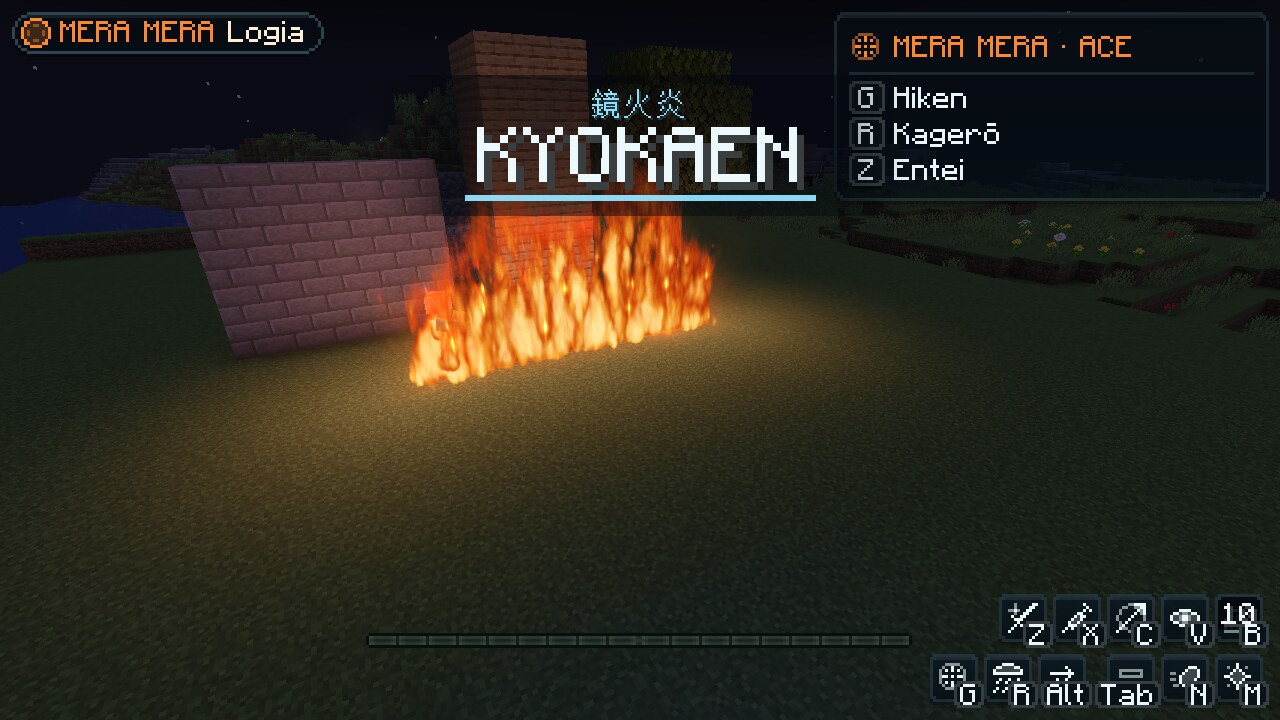 MERA MERA Logia
MERA MERA · ACE
G Hiken
R Kagerō
Z Entei
鏡火炎
KYOKAEN
Z X C V 10 B
G R Alt Tab N M